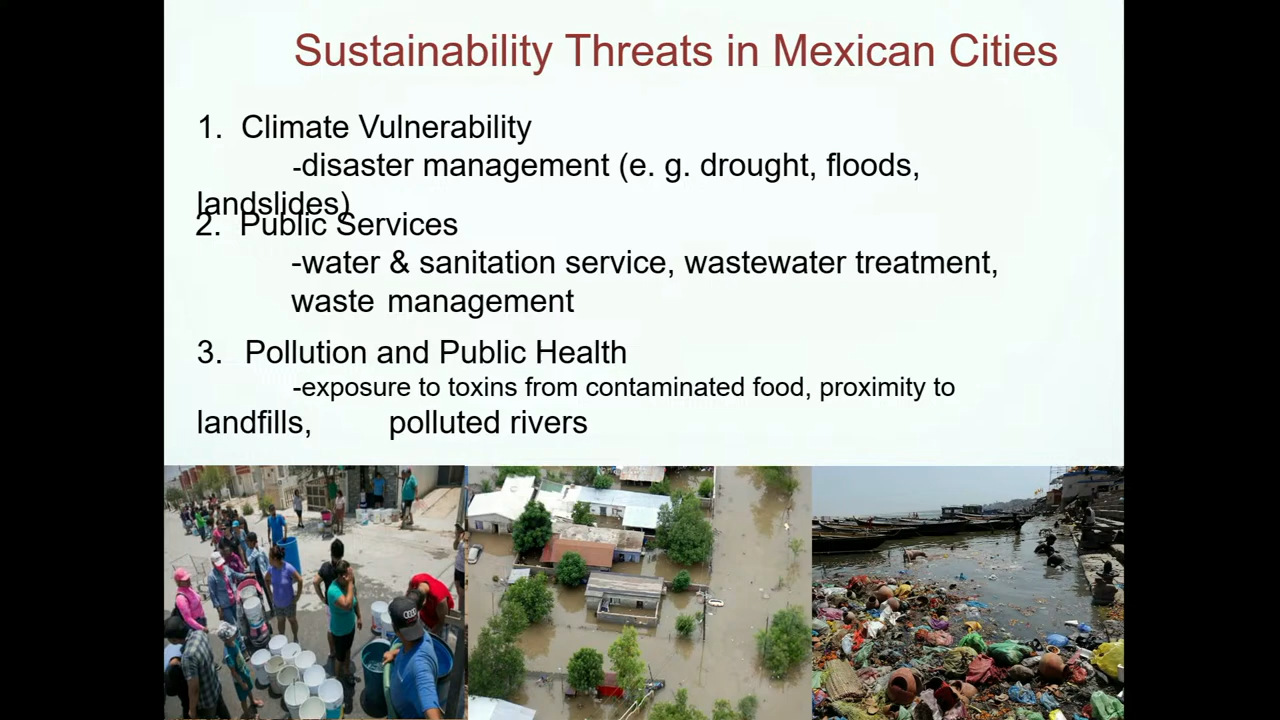 Sustainability Threats in Mexican Cities
1. Climate Vulnerability
-disaster management (e. g. drought, floods,
landslides)
2. Public Services
-water & sanitation service, wastewater treatment,
waste management
3. Pollution and Public Health
-exposure to toxins from contaminated food, proximity to
landfills, polluted rivers